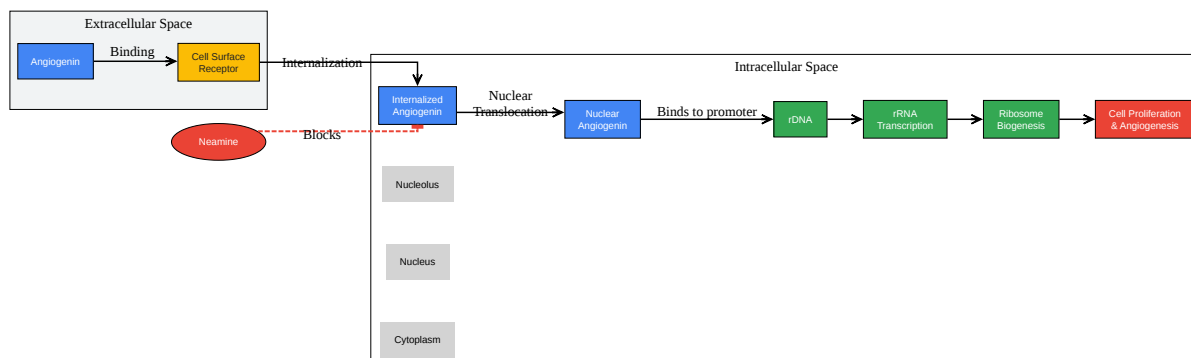 Extracellular Space
Angiogenin
Binding
Cell Surface
Receptor
Internalization
Intracellular Space
Internalized
Angiogenin
Nuclear
Translocation
Nuclear
Angiogenin
Binds to promoter
rDNA
rRNA
Transcription
Ribosome
Biogenesis
Cell Proliferation
& Angiogenesis
Neamine
Blocks
Nucleolus
Nucleus
Cytoplasm